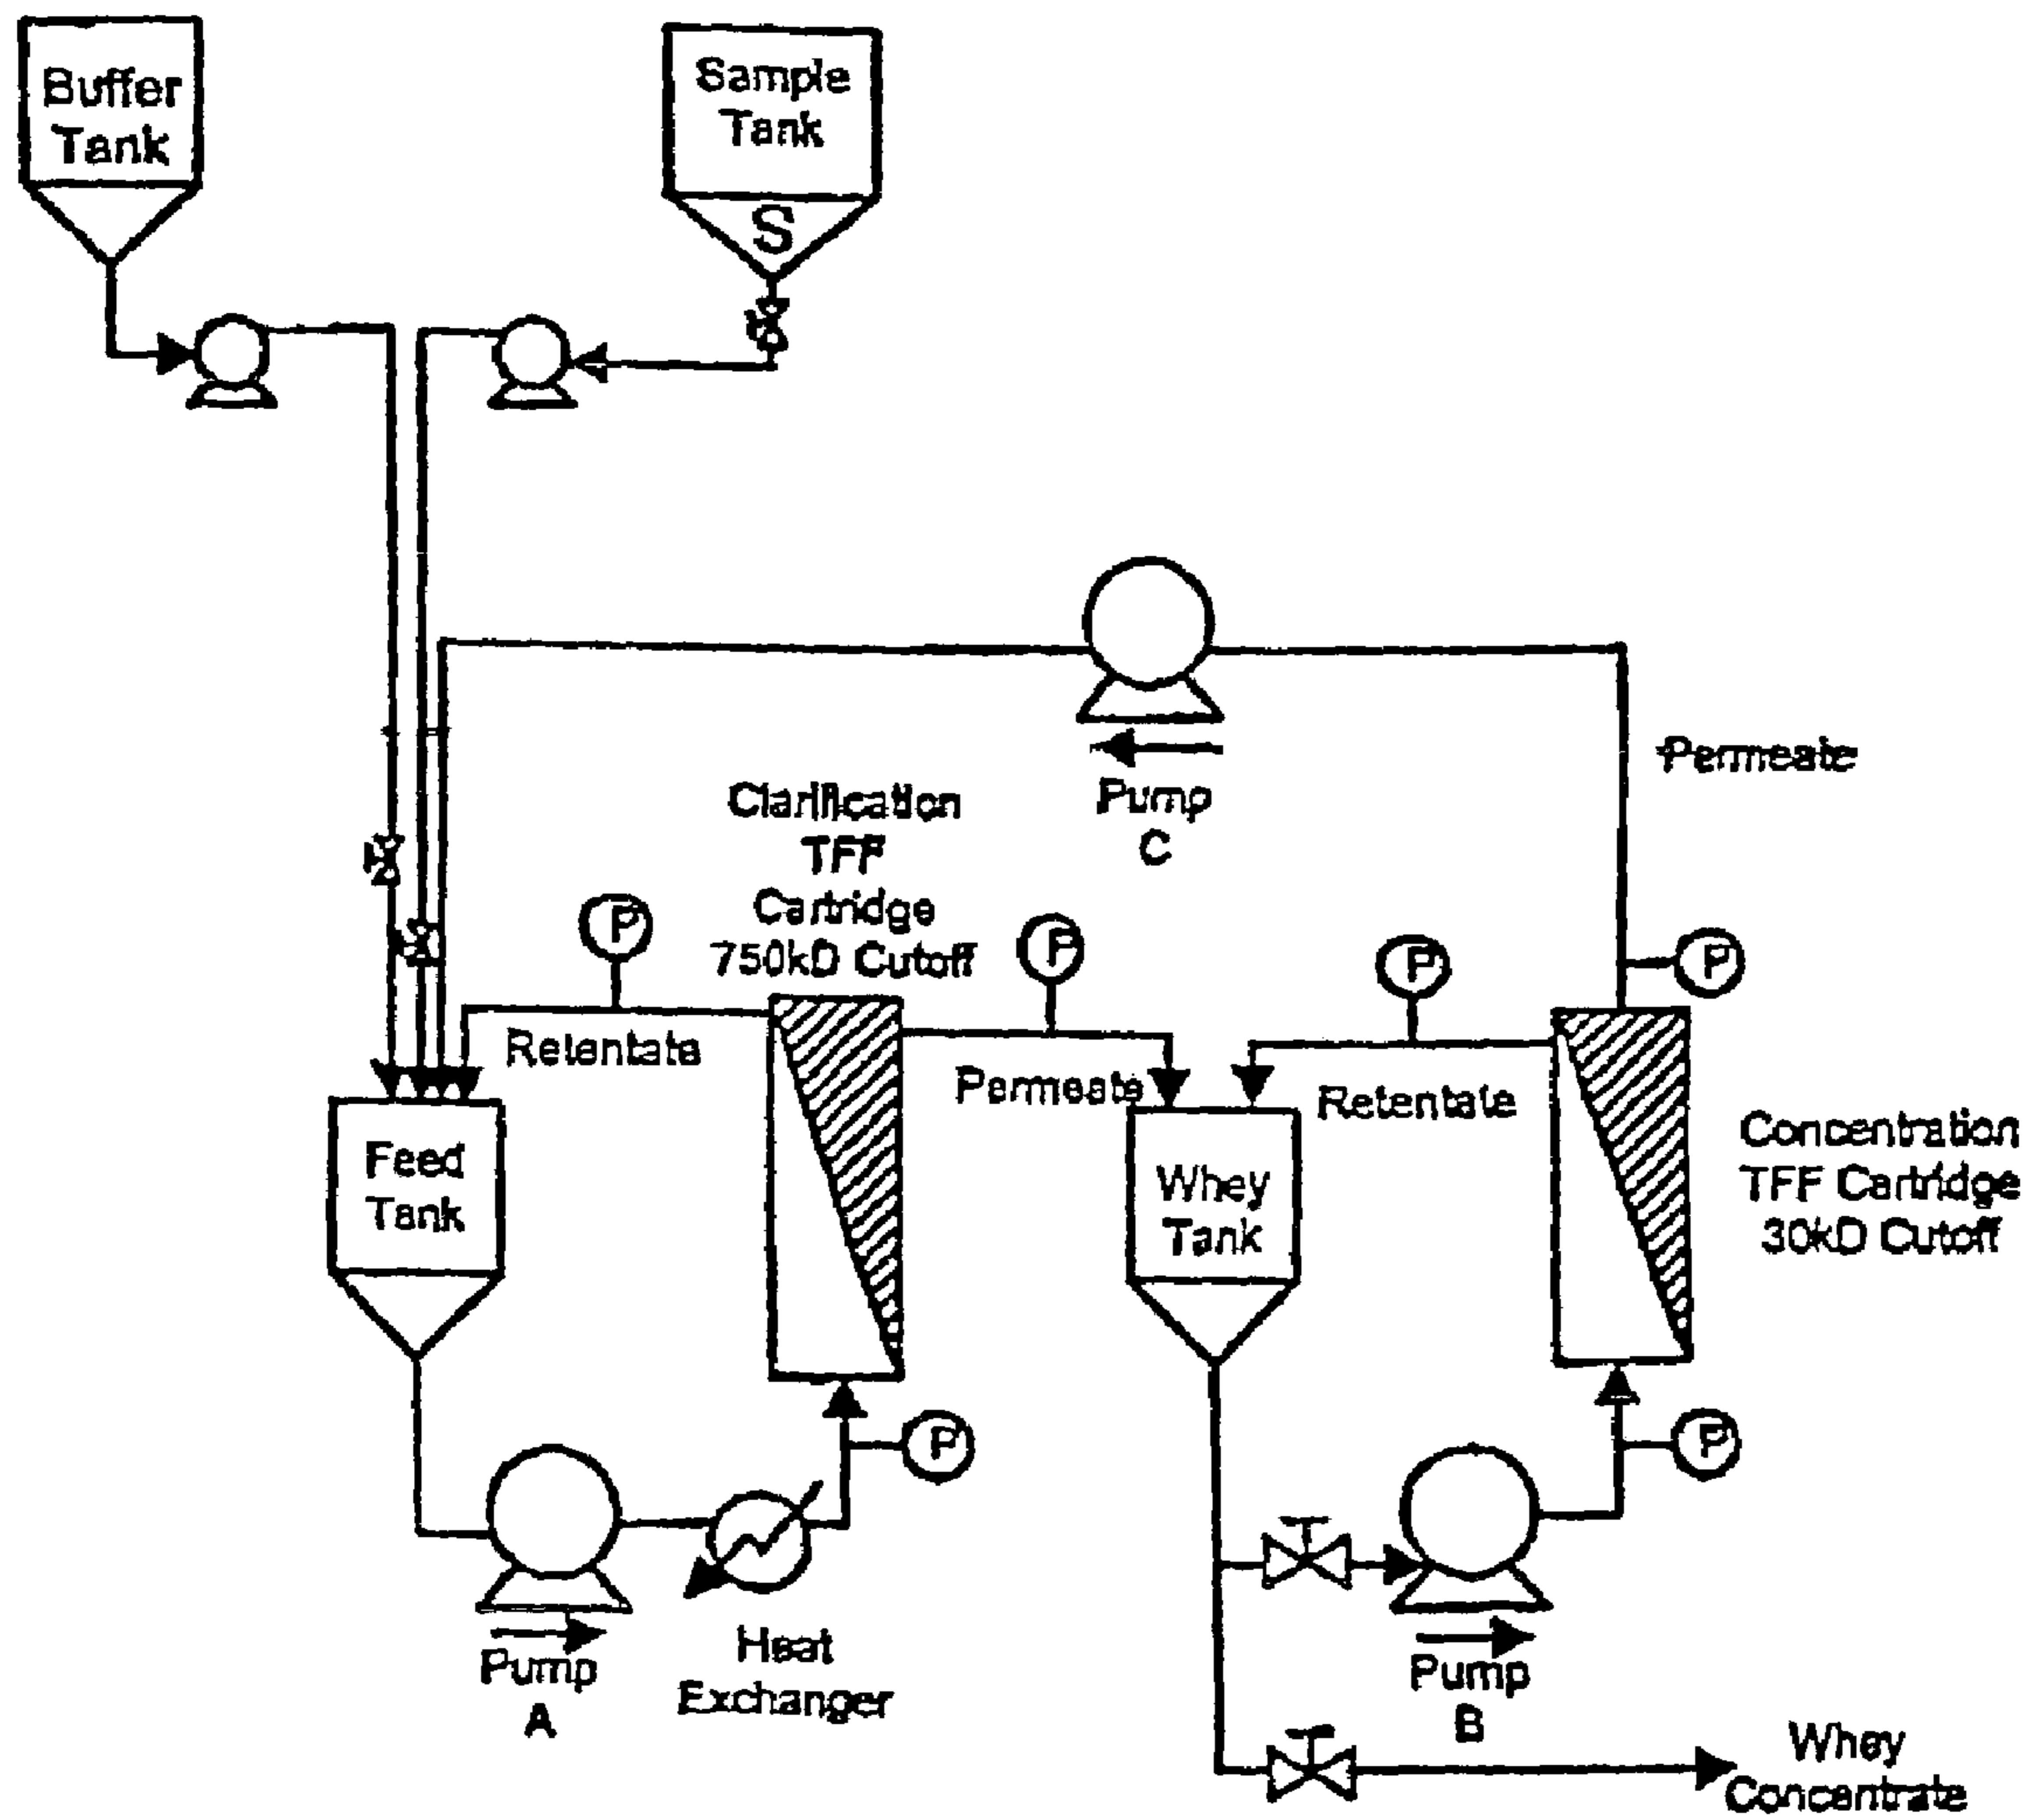 Buffer
Tank
Sample
Tank
S
Pump
C
Permeate
Clarification
TFF
Cartridge
750kD Cutoff
P
P
P
P
Retentate
Permeate
Retentate
Feed
Tank
Whey
Tank
Concentration
TFF Cartridge
30kD Cutoff
P
P
Pump
A
Heat
Exchanger
Pump
B
Whey
Concentrate